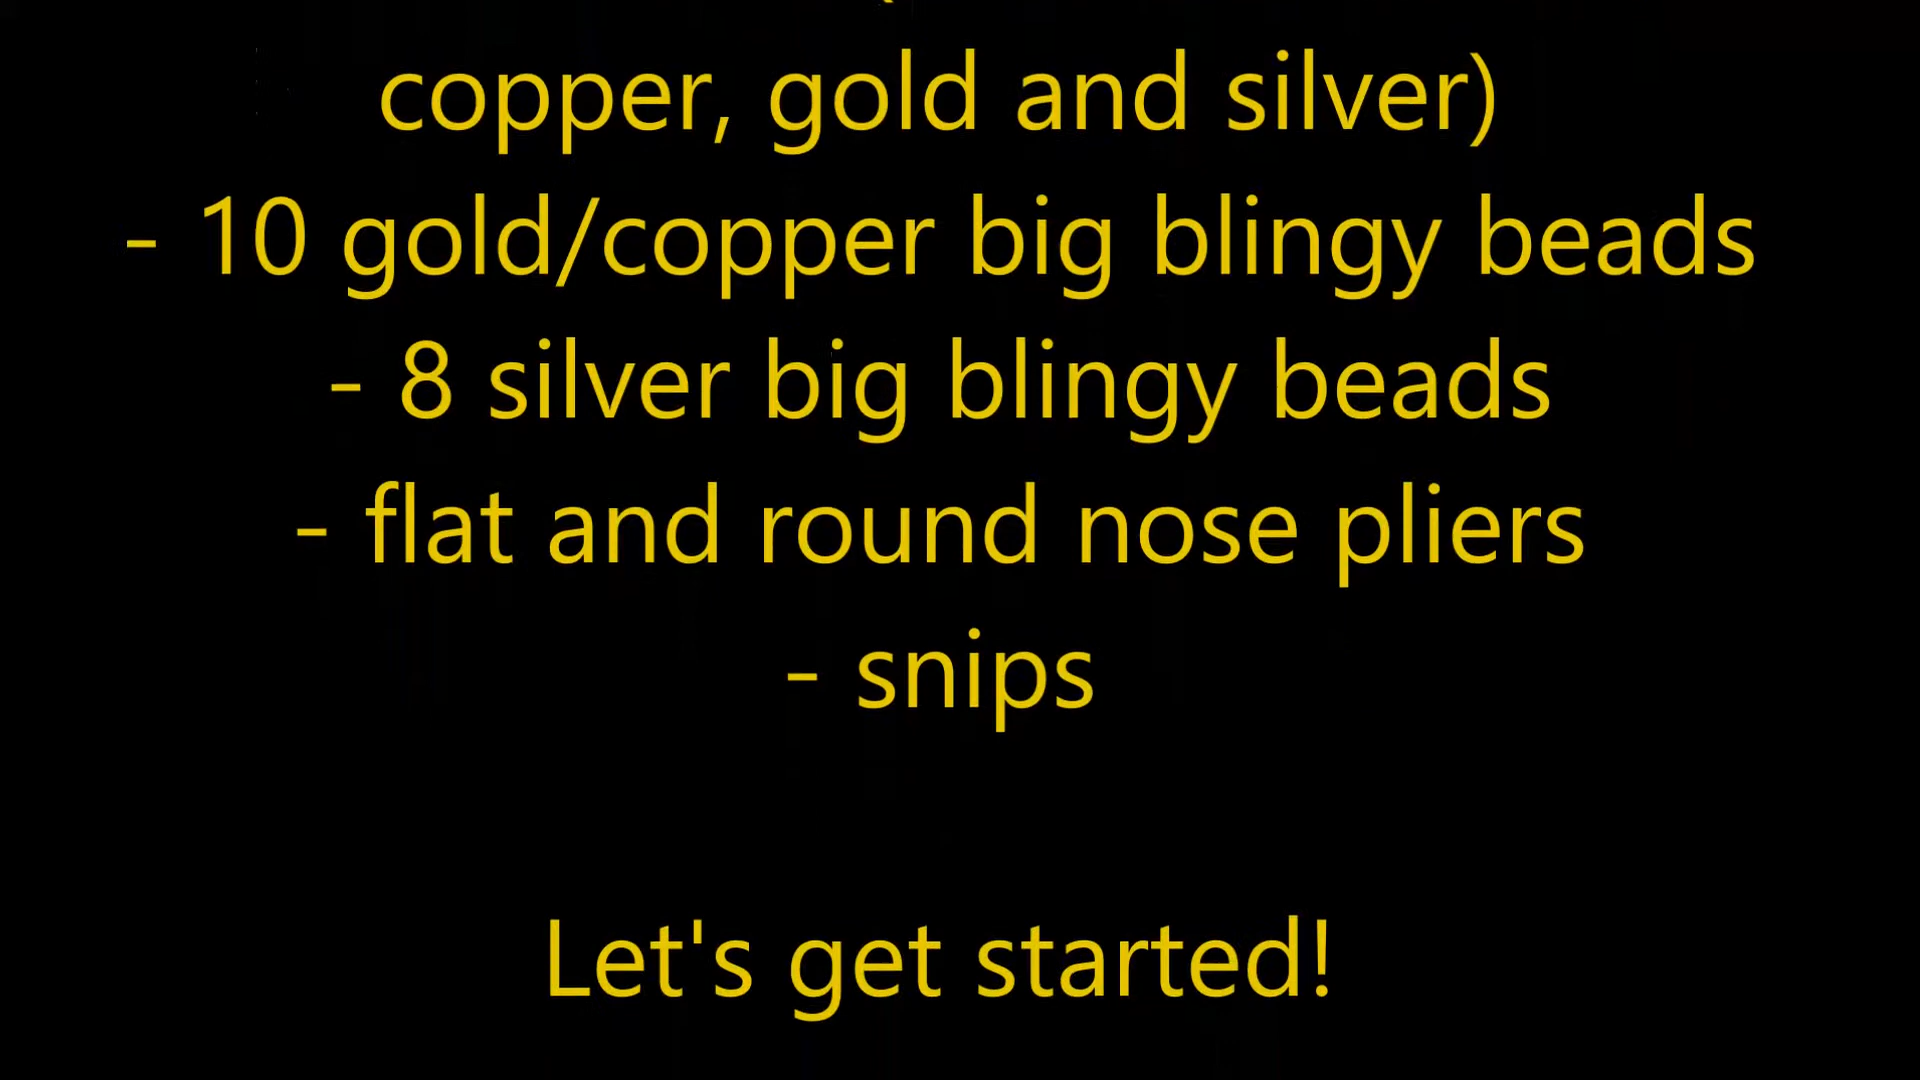 copper, gold and silver)
- 10 gold/copper big blingy beads
- 8 silver big blingy beads
- flat and round nose pliers
- snips
Let's get started!